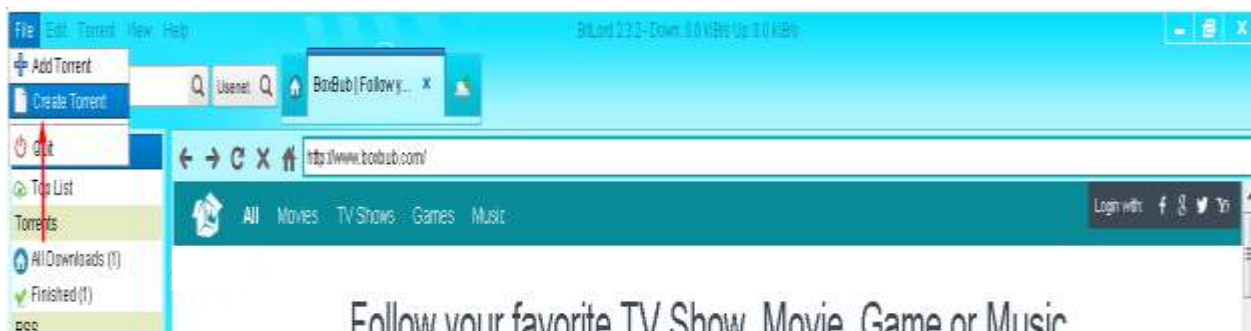 File Edit Torrent View Help
BitLord 2.3.2 - Down: 0.0 KiB/s Up: 0.0 KiB/s
Add Torrent
Create Torrent
Quit
Usenet
BoxBub | Follow y...
http://www.boxbub.com/
Top List
Torrents
All Downloads (1)
Finished (1)
RSS
All Movies TV Shows Games Music
Login with:
Follow your favorite TV Show, Movie, Game or Music